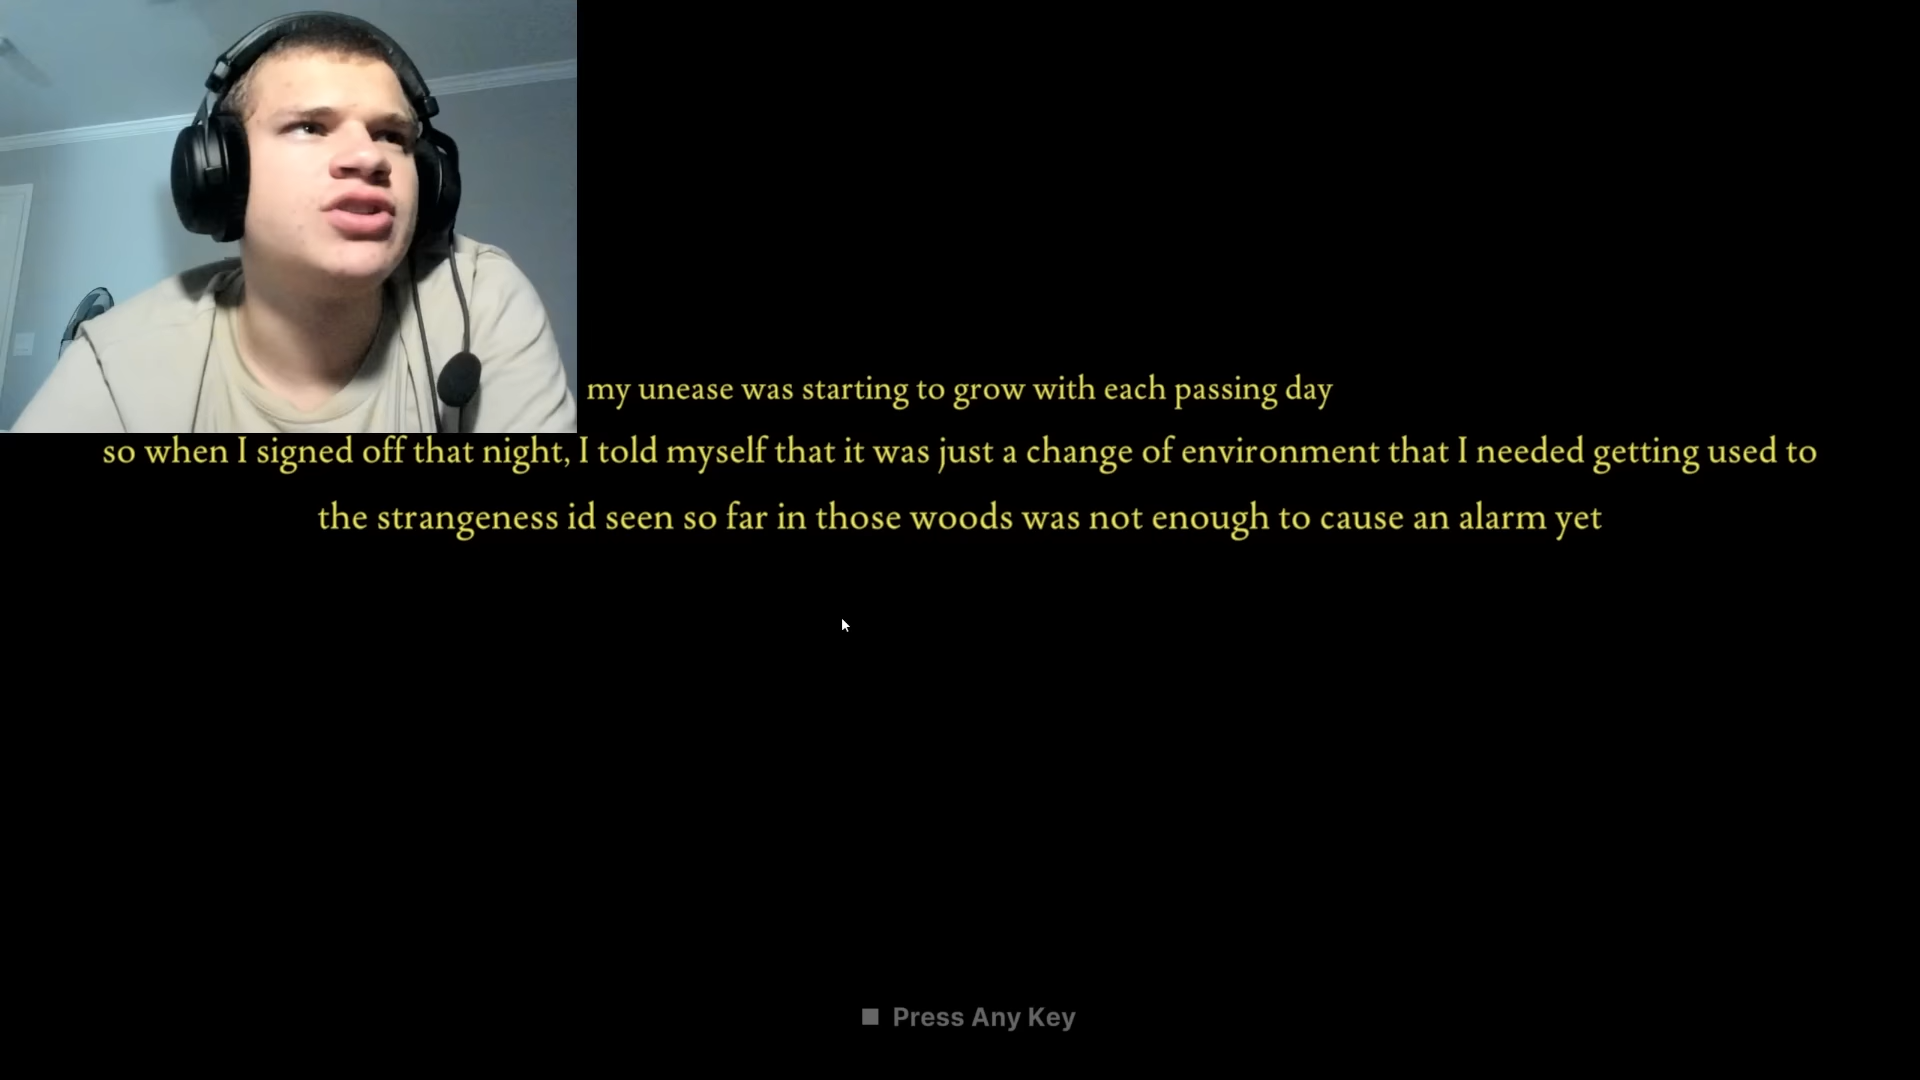 my unease was starting to grow with each passing day
so when I signed off that night, I told myself that it was just a change of environment that I needed getting used to
the strangeness id seen so far in those woods was not enough to cause an alarm yet
Press Any Key